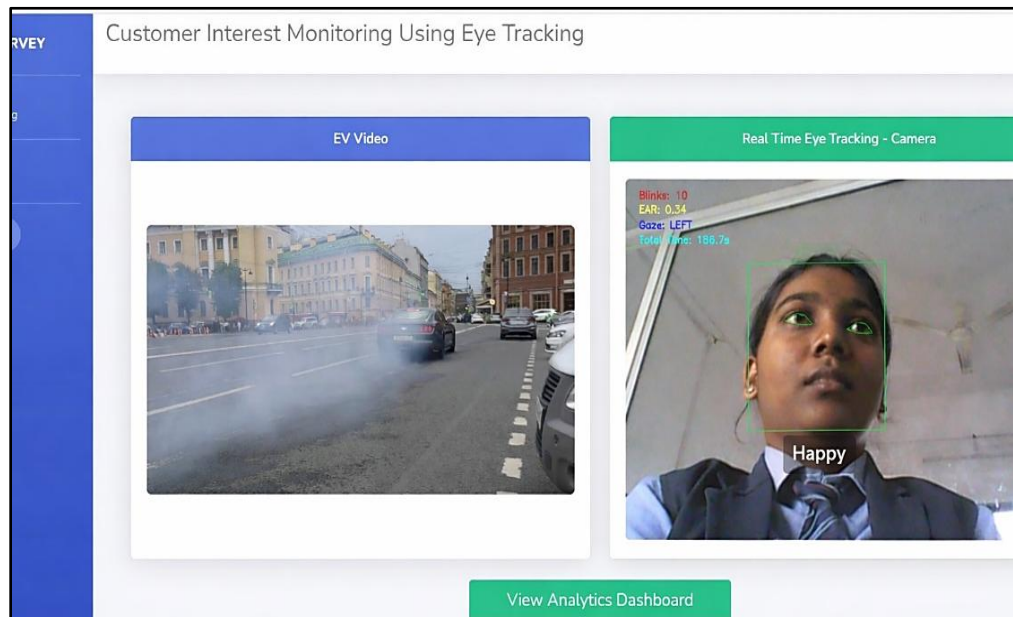 RVEY
Customer Interest Monitoring Using Eye Tracking
g
EV Video
Real Time Eye Tracking - Camera
Blinks: 10
EAR: 0.34
Gaze: LEFT
Total Time: 186.7s
Happy
View Analytics Dashboard